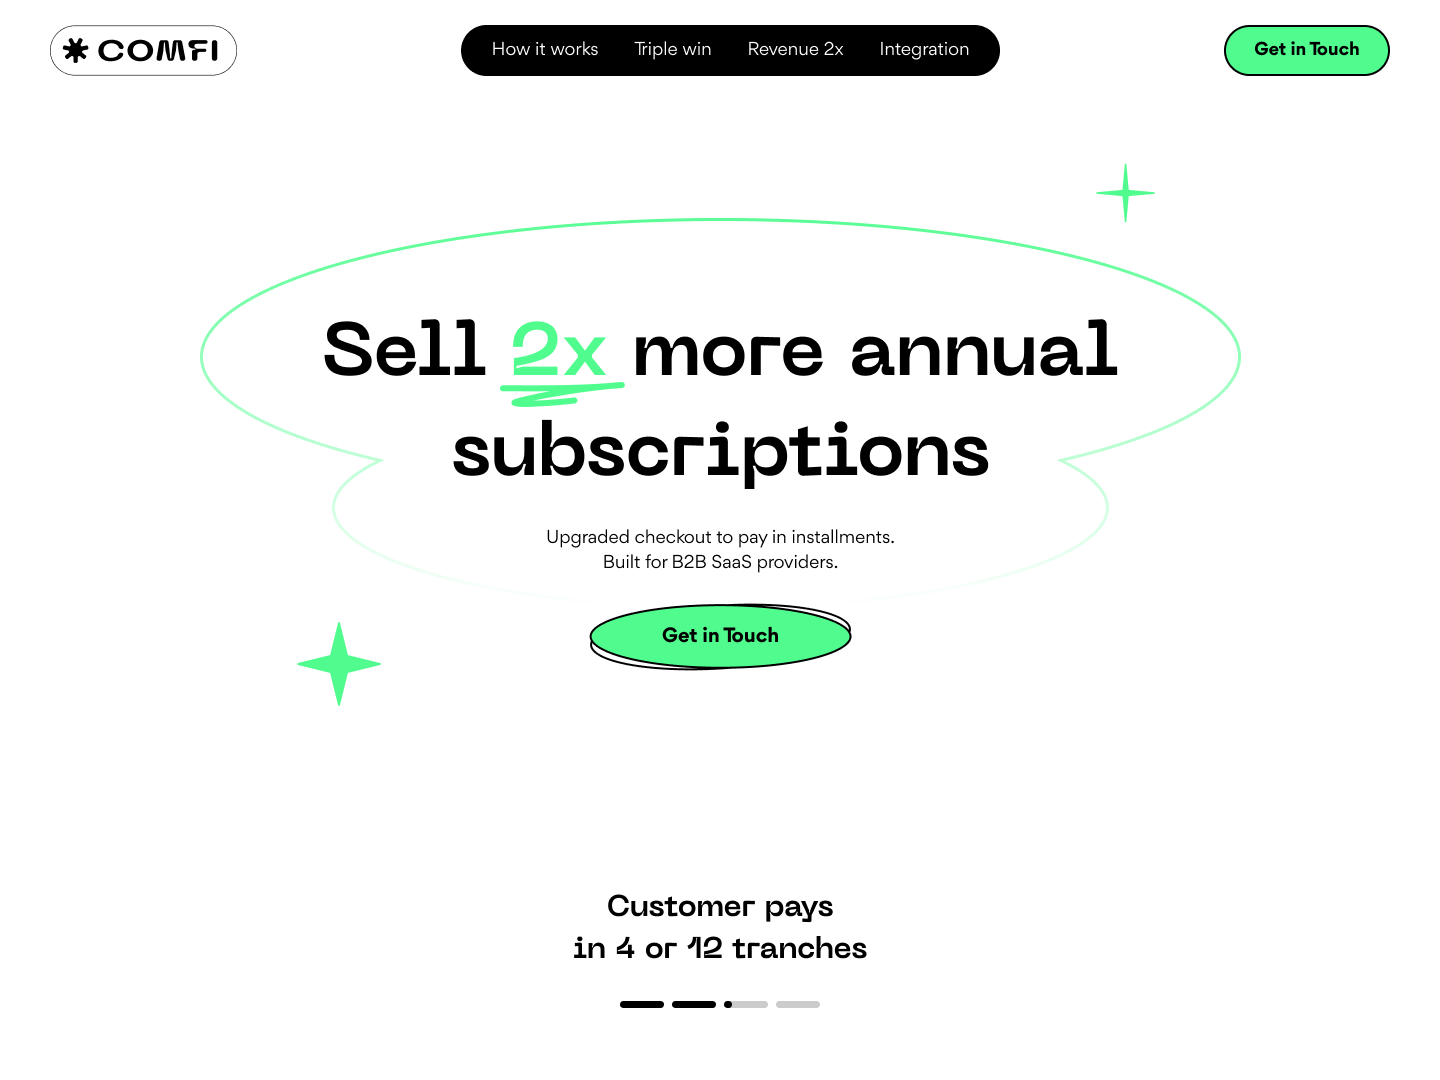 COMFI
How it works
Triple win
Revenue 2x
Integration
Get in Touch
Sell 2x more annual
subscriptions
Upgraded checkout to pay in installments.
Built for B2B SaaS providers.
Get in Touch
Customer pays
in 4 or 12 tranches